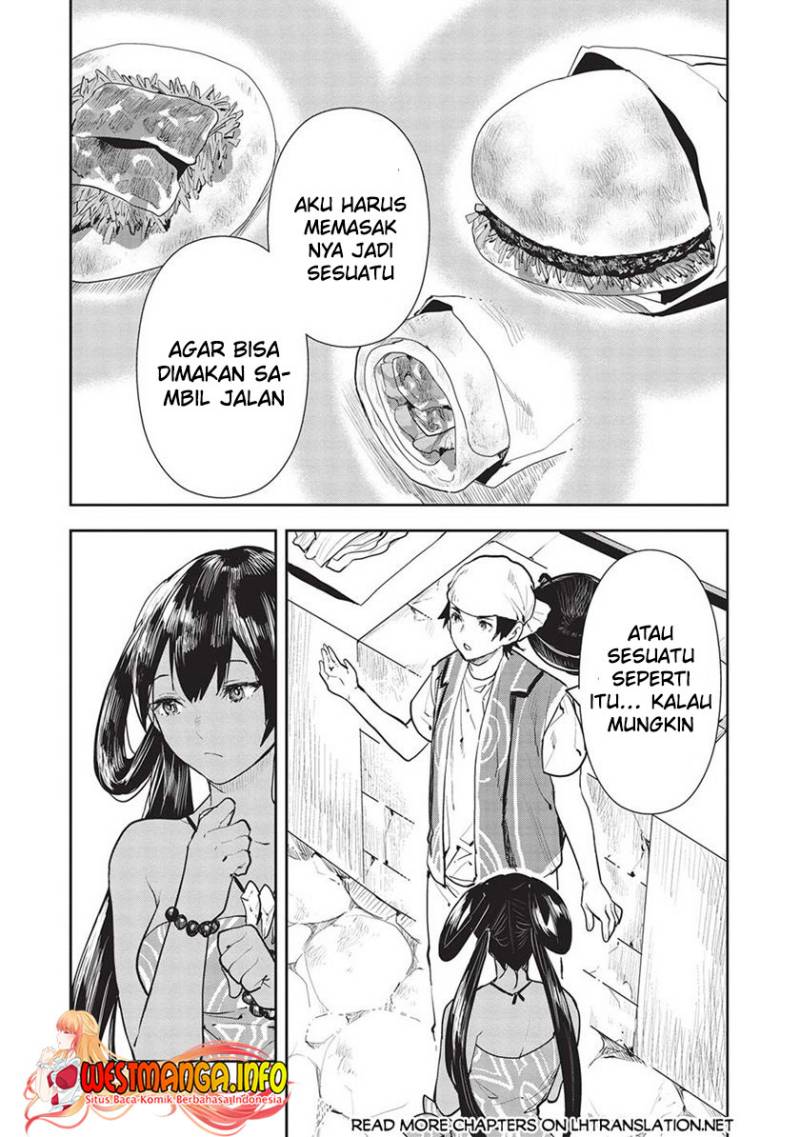 AKU HARUS
MEMASAK
NYA JADI
SESUATU
AGAR BISA
DIMAKAN SA-
MBIL JALAN
ATAU
SESUATU
SEPERTI
ITU... KALAU
MUNGKIN
WESTMANGA.INFO
SITUS BACA KOMIK BERBAHASA INDONESIA
READ MORE CHAPTERS ON LHTRANSLATION.NET